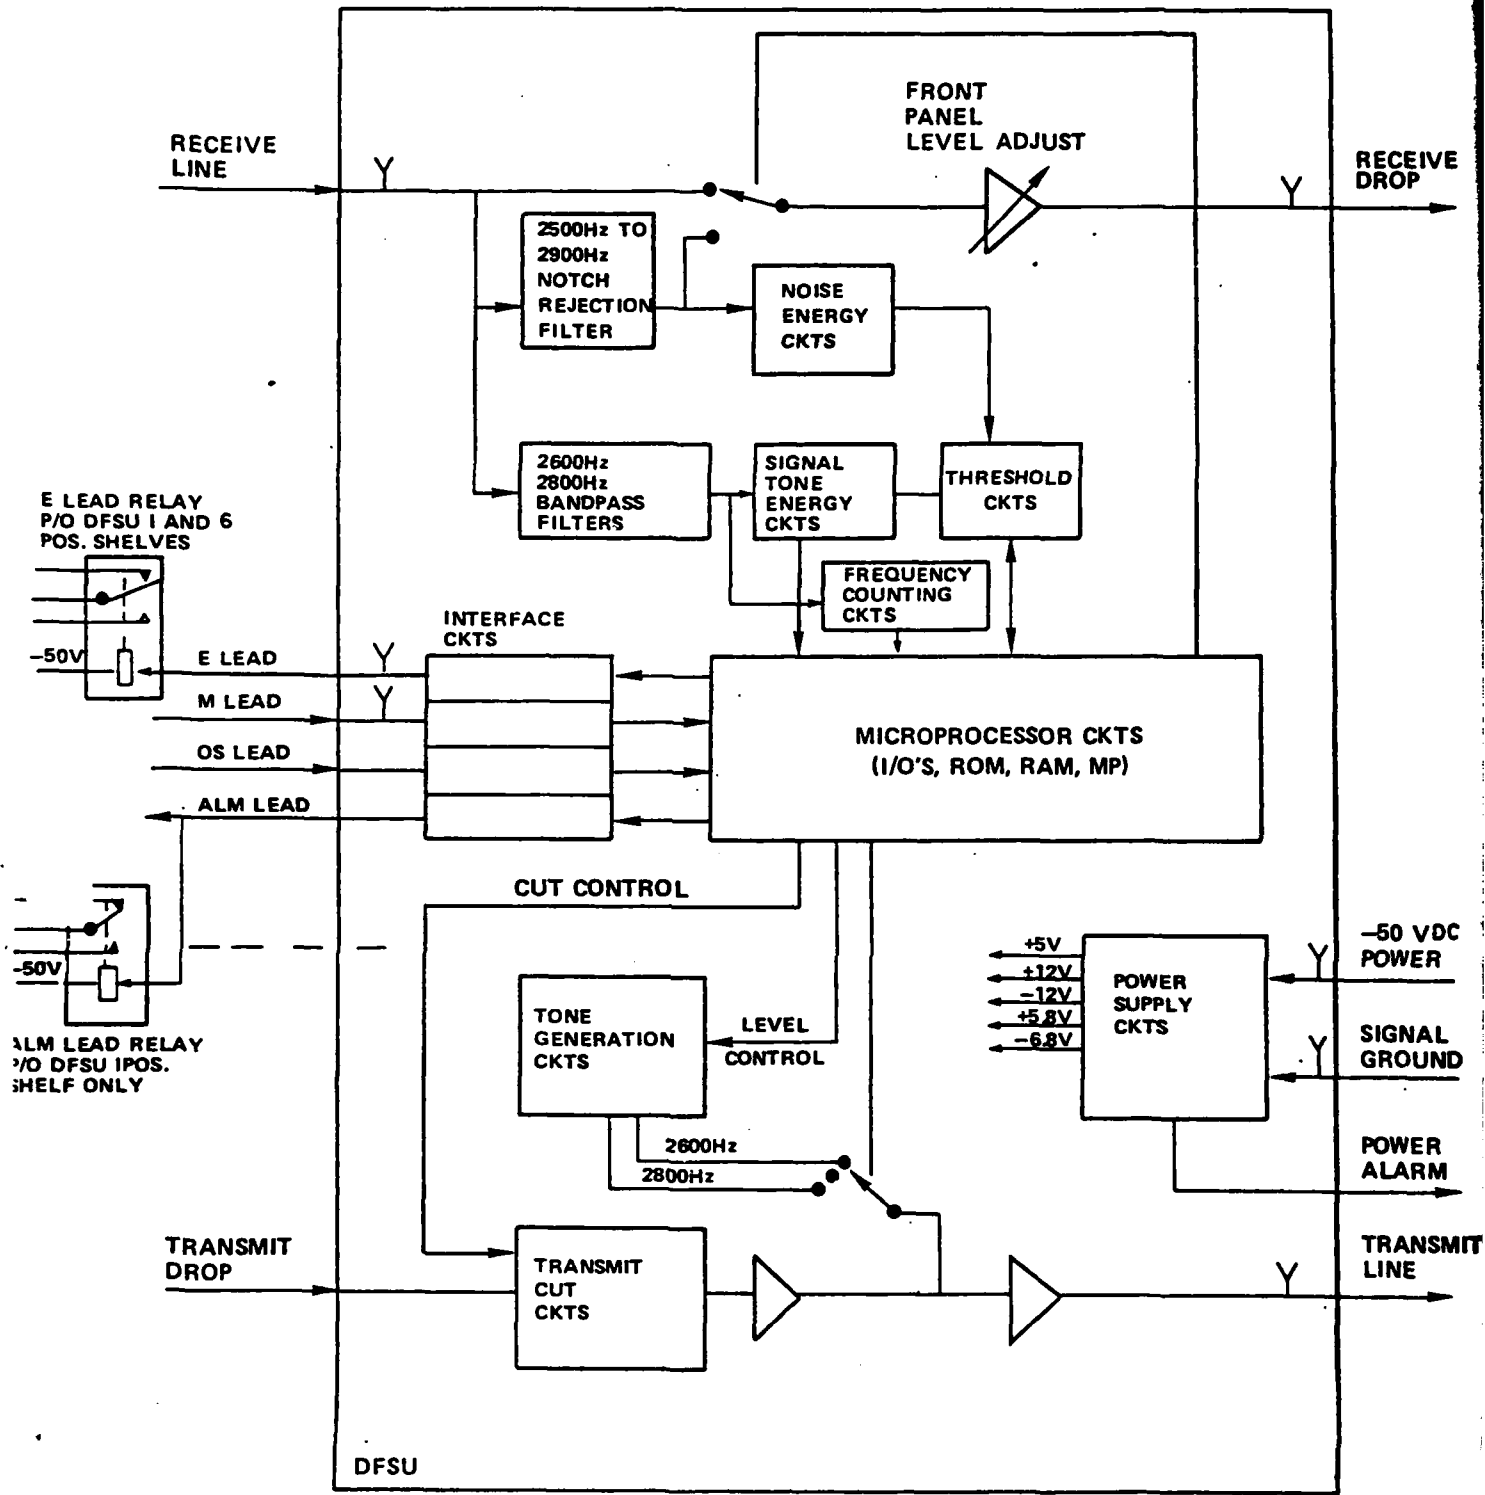 FRONT
PANEL
LEVEL ADJUST
RECEIVE
LINE
RECEIVE
DROP
2500Hz TO
2900Hz
NOTCH
REJECTION
FILTER
NOISE
ENERGY
CKTS
2600Hz
2800Hz
BANDPASS
FILTERS
SIGNAL
TONE
ENERGY
CKTS
THRESHOLD
CKTS
E LEAD RELAY
P/O DFSU 1 AND 6
POS. SHELVES
FREQUENCY
COUNTING
CKTS
INTERFACE
CKTS
-50V
E LEAD
M LEAD
OS LEAD
ALM LEAD
MICROPROCESSOR CKTS
(I/O'S, ROM, RAM, MP)
CUT CONTROL
-50V
ALM LEAD RELAY
P/O DFSU 1POS.
SHELF ONLY
TONE
GENERATION
CKTS
LEVEL
CONTROL
+5V
+12V
-12V
+5.8V
-6.8V
POWER
SUPPLY
CKTS
-50 VDC
POWER
SIGNAL
GROUND
POWER
ALARM
2600Hz
2800Hz
TRANSMIT
DROP
TRANSMIT
CUT
CKTS
TRANSMIT
LINE
DFSU